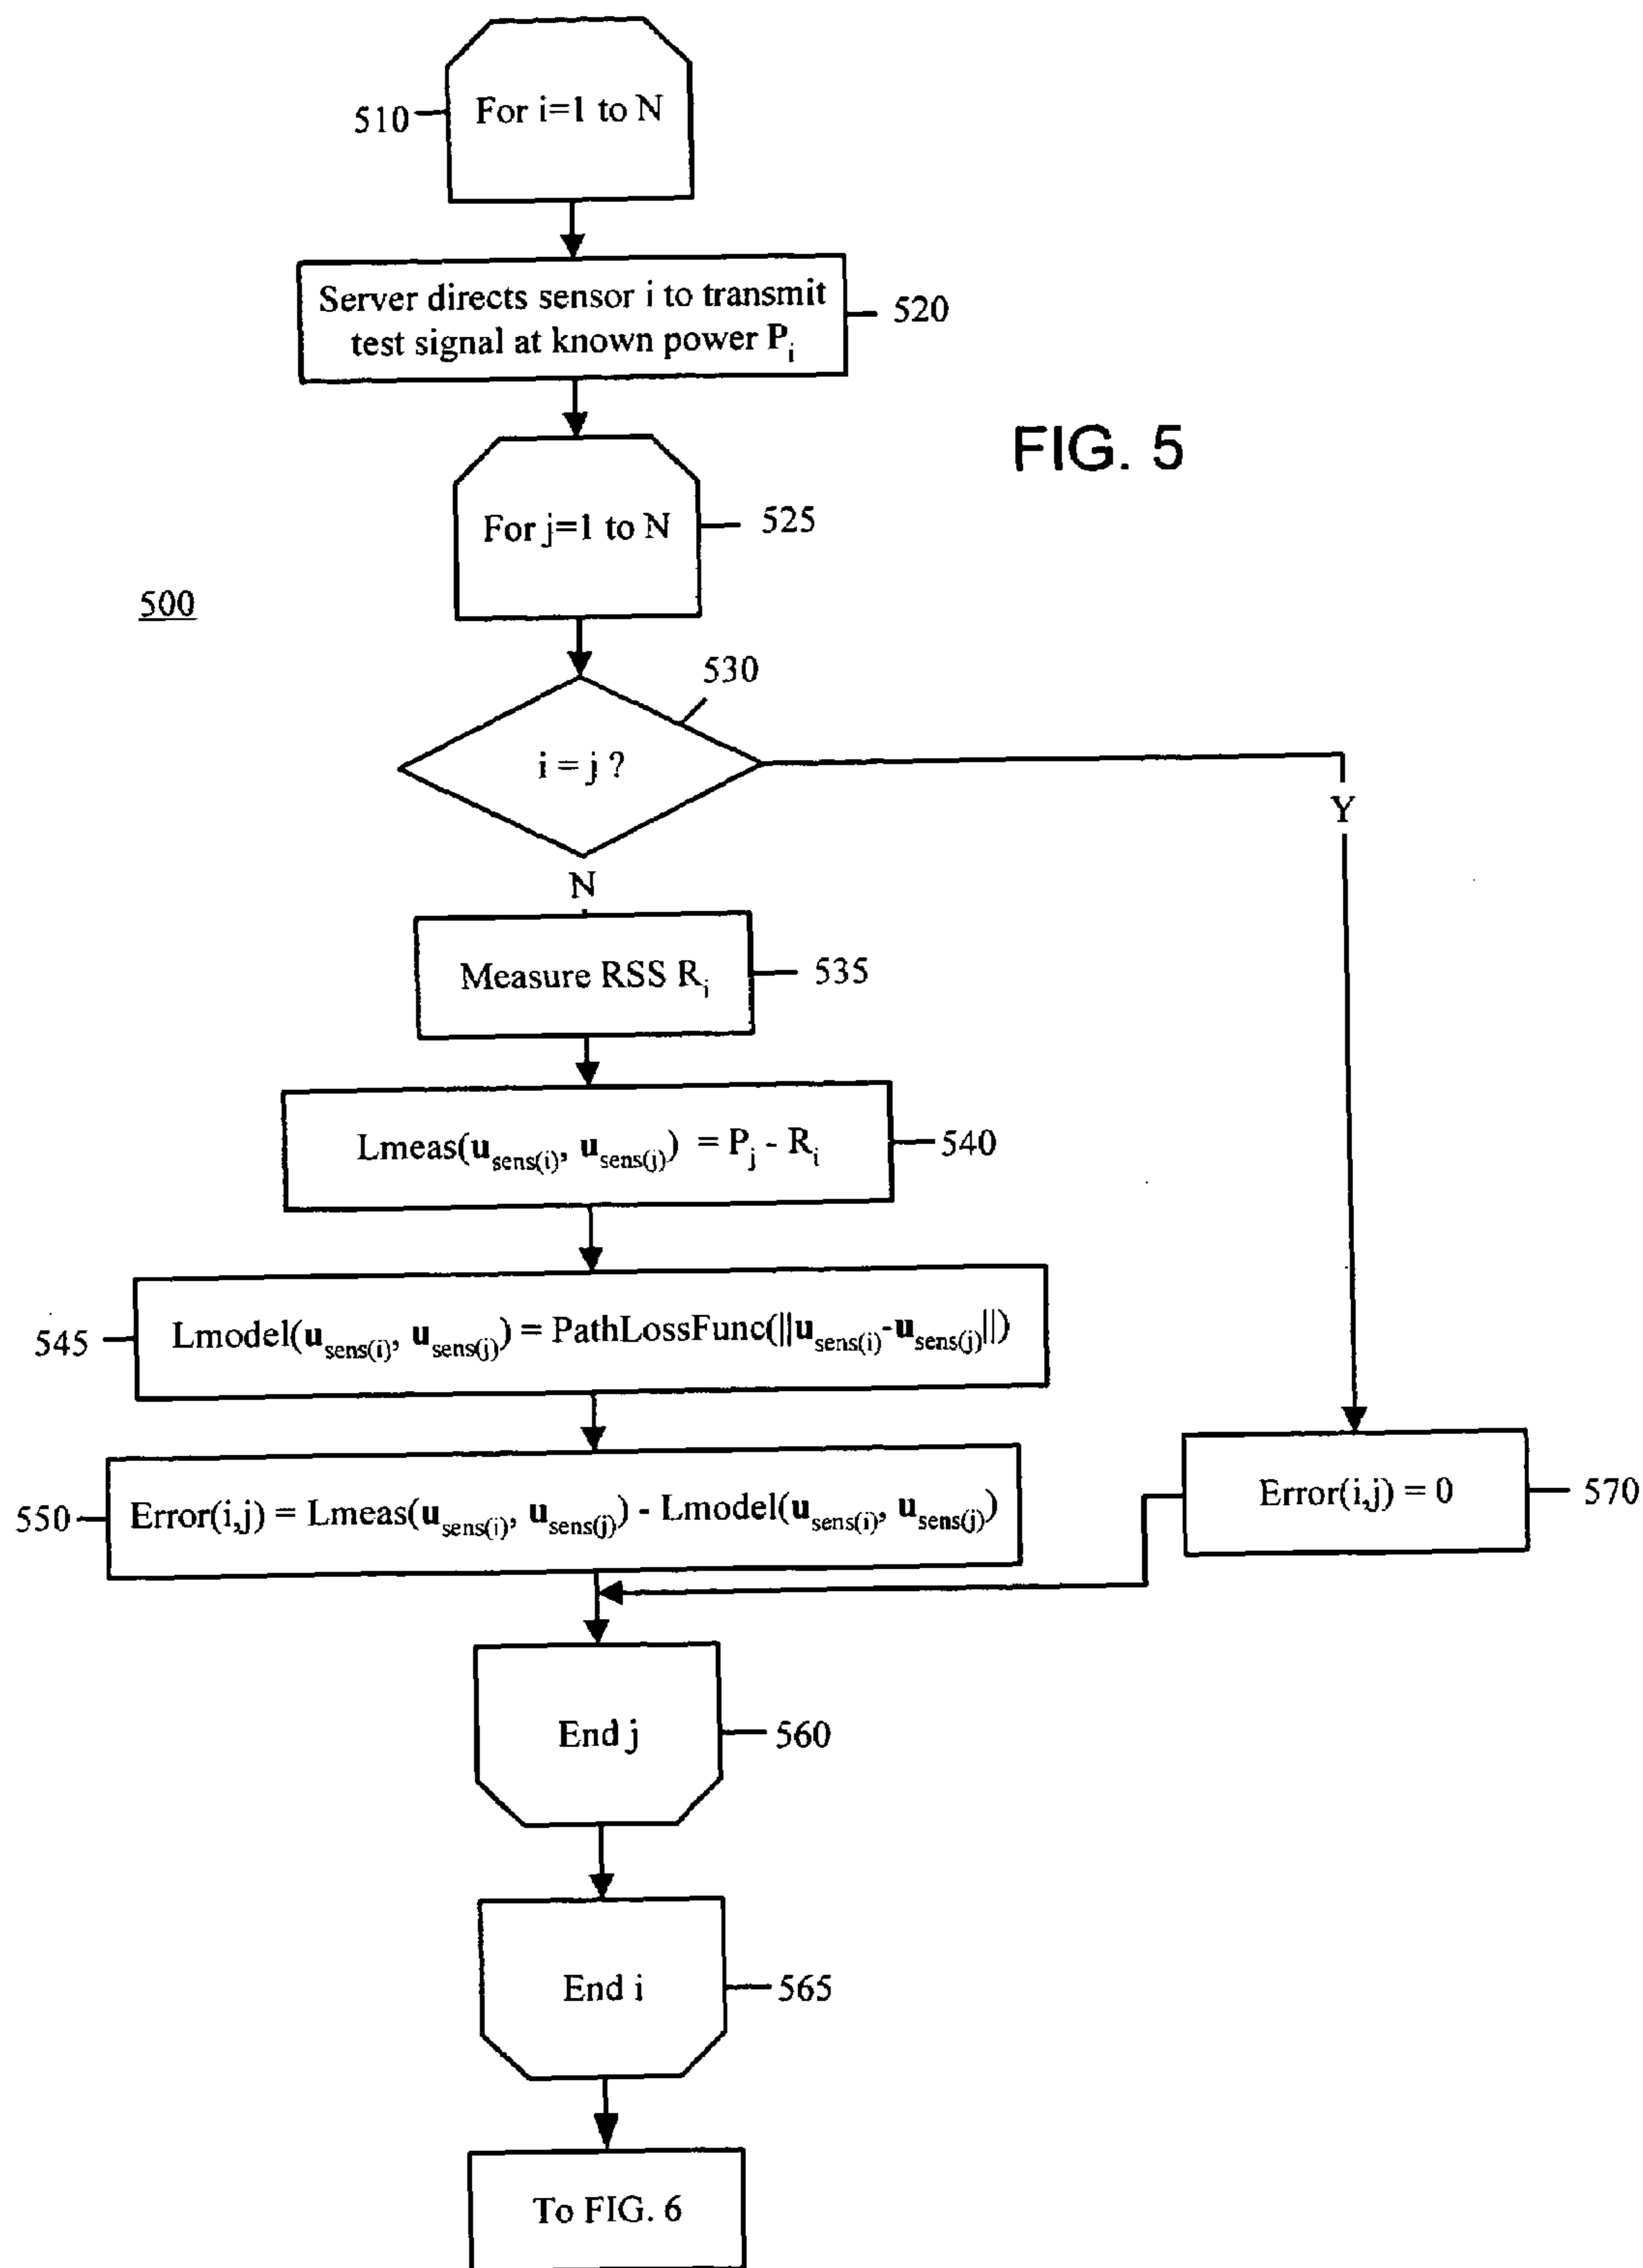 For i=1 to N
510
Server directs sensor i to transmit
test signal at known power Pi
520
FIG. 5
For j=1 to N
525
500
530
i = j ?
Y
N
Measure RSS Ri
535
Lmeas(usens(i), usens(j)) = Pj - Ri
540
545
Lmodel(usens(i), usens(j)) = PathLossFunc(||usens(i)-usens(j)||)
550
Error(i,j) = Lmeas(usens(i), usens(j)) - Lmodel(usens(i), usens(j))
Error(i,j) = 0
570
End j
560
End i
565
To FIG. 6